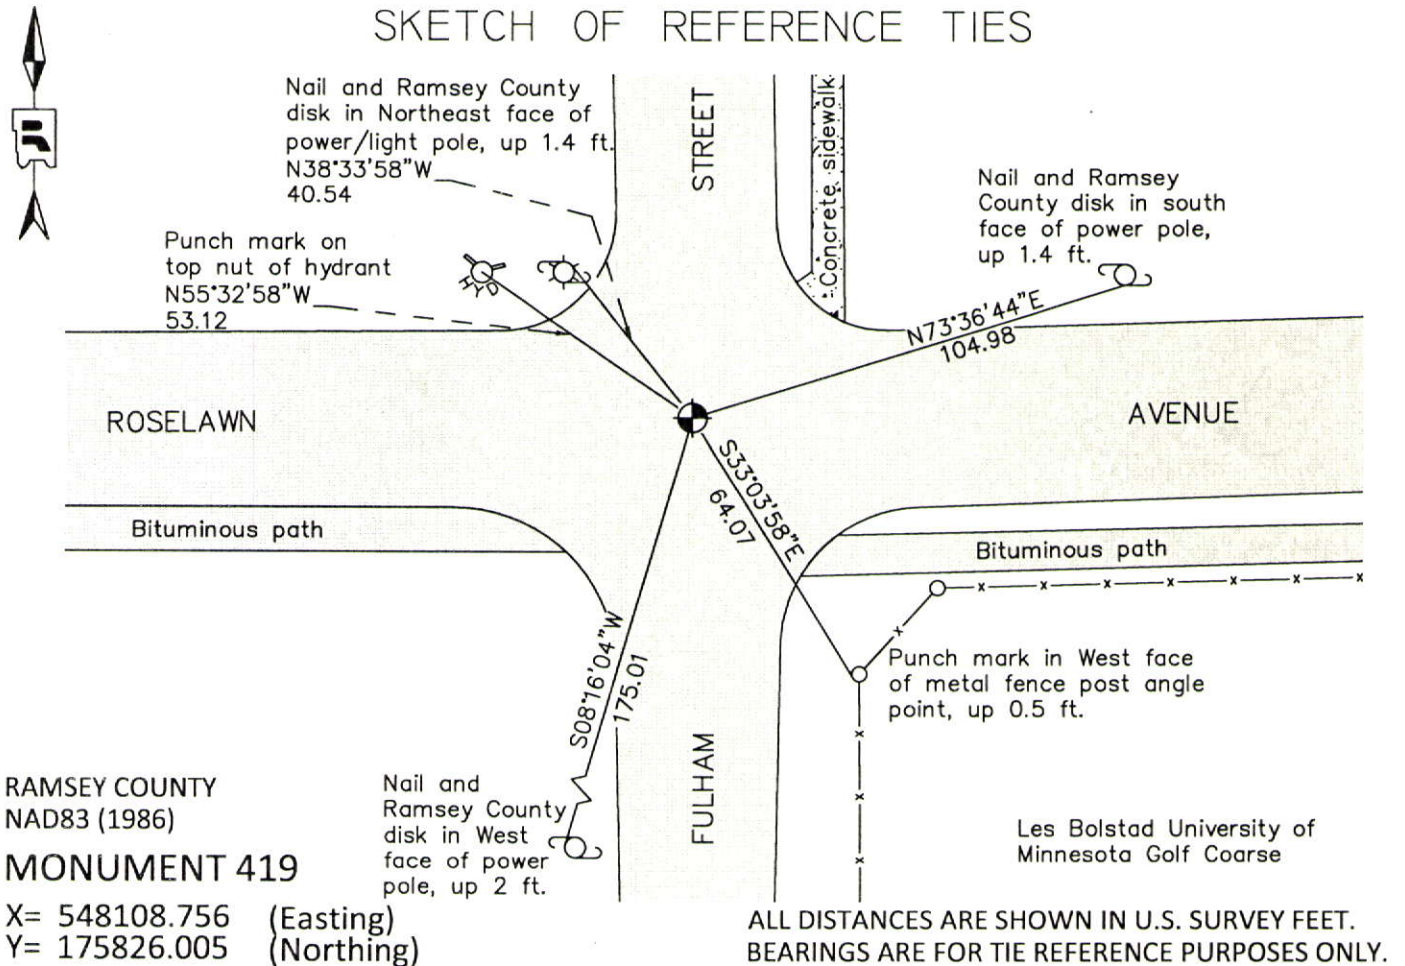 SKETCH OF REFERENCE TIES
Nail and Ramsey County
disk in Northeast face of
power/light pole, up 1.4 ft.
N38°33'58"W
40.54
STREET
Concrete sidewalk
Nail and Ramsey
County disk in south
face of power pole,
up 1.4 ft.
Punch mark on
top nut of hydrant
N55°32'58"W
53.12
HYD
N73°36'44"E
104.98
ROSELAWN
AVENUE
S33°03'58"E
64.07
Bituminous path
Bituminous path
S08°16'04"W
175.01
Punch mark in West face
of metal fence post angle
point, up 0.5 ft.
FULHAM
Nail and
Ramsey County
disk in West
face of power
pole, up 2 ft.
Les Bolstad University of
Minnesota Golf Coarse
RAMSEY COUNTY
NAD83 (1986)
MONUMENT 419
X= 548108.756 (Easting)
Y= 175826.005 (Northing)
ALL DISTANCES ARE SHOWN IN U.S. SURVEY FEET.
BEARINGS ARE FOR TIE REFERENCE PURPOSES ONLY.